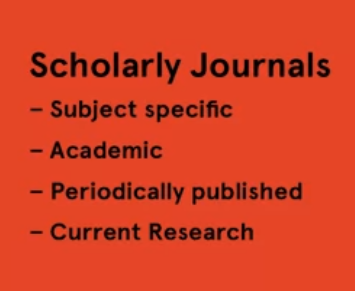 Scholarly Journals
– Subject specific
– Academic
– Periodically published
– Current Research